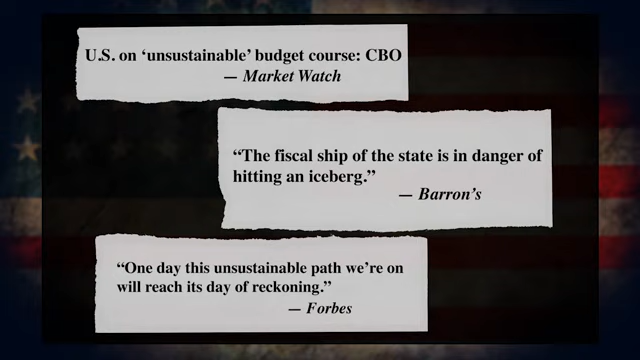 U.S. on ‘unsustainable’ budget course: CBO
— Market Watch
“The fiscal ship of the state is in danger of
hitting an iceberg.”
— Barron’s
“One day this unsustainable path we’re on
will reach its day of reckoning.”
— Forbes